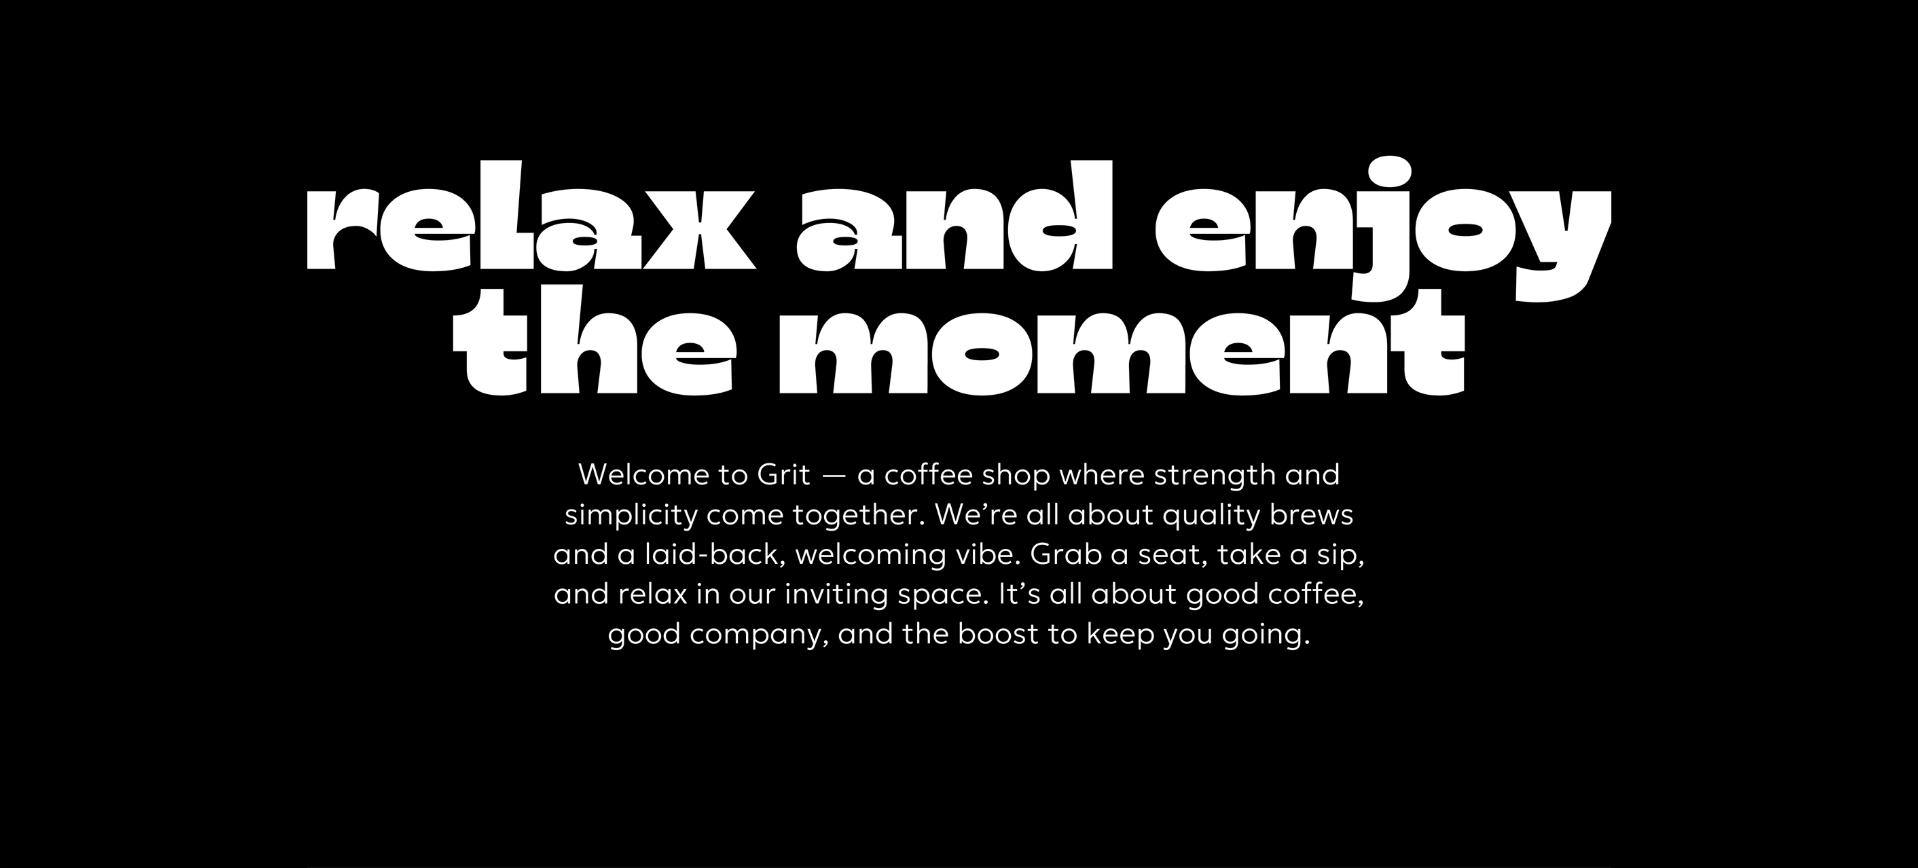 relax and enjoy
the moment
Welcome to Grit — a coffee shop where strength and
simplicity come together. We’re all about quality brews
and a laid-back, welcoming vibe. Grab a seat, take a sip,
and relax in our inviting space. It’s all about good coffee,
good company, and the boost to keep you going.